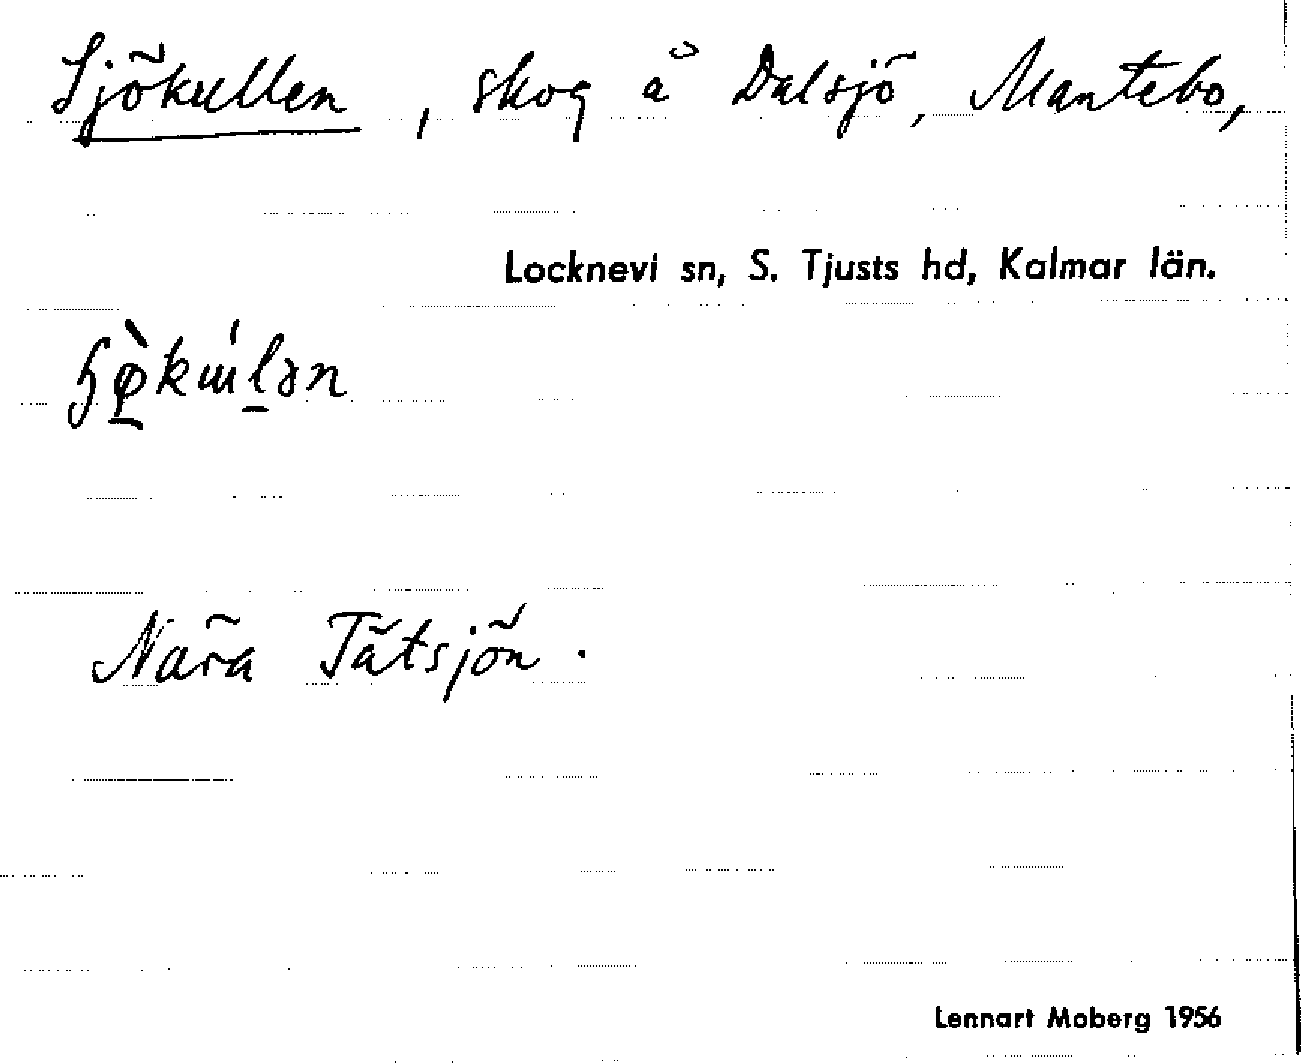 Sjökullen, skog å Dalsjö, Mantebo,
Locknevi sn, S. Tjusts hd, Kalmar län.
Nära Tätsjön.
Lennart Moberg 1956